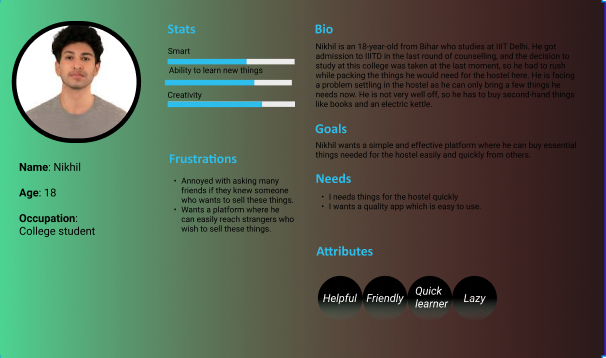 Stats
Smart
Ability to learn new things
Creativity
Frustrations
• Annoyed with asking many
friends if they knew someone
who wants to sell these things.
• Wants a platform where he
can easily reach strangers who
wish to sell these things.
Name: Nikhil
Age: 18
Occupation:
College student
Bio
Nikhil is an 18-year-old from Bihar who studies at IIIT Delhi. He got
admission to IIITD in the last round of counselling, and the decision to
study at this college was taken at the last moment, so he had to rush
while packing the things he would need for the hostel here. He is facing
a problem settling in the hostel as he can only bring a few things he
needs now. He is not very well off, so he has to buy second-hand things
like books and an electric kettle.
Goals
Nikhil wants a simple and effective platform where he can buy essential
things needed for the hostel easily and quickly from others.
Needs
• I needs things for the hostel quickly
• I wants a quality app which is easy to use.
Attributes
Helpful
Friendly
Quick
learner
Lazy